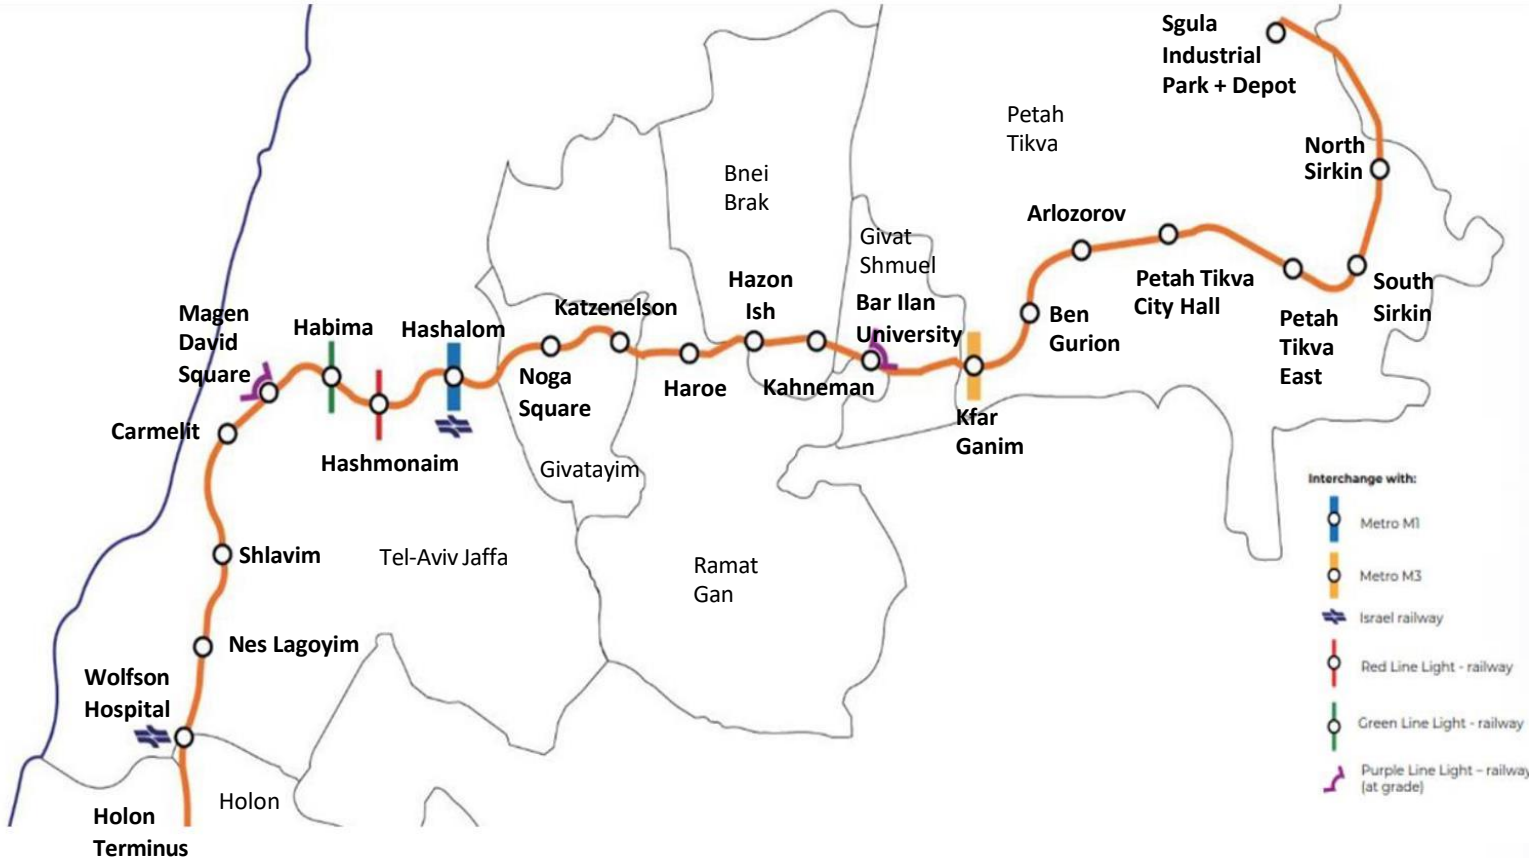 Sgula
Industrial
Park + Depot
Petah
Tikva
North
Sirkin
Bnei
Brak
Arlozorov
Givat
Shmuel
Petah Tikva
City Hall
South
Sirkin
Hazon
Ish
Bar Ilan
University
Katzenelson
Magen
David
Square
Habima
Hashalom
Ben
Gurion
Petah
Tikva
East
Noga
Square
Haroe
Kahneman
Kfar
Ganim
Carmelit
Hashmonaim
Givatayim
Shlavim
Tel-Aviv Jaffa
Ramat
Gan
Nes Lagoyim
Wolfson
Hospital
Holon
Holon
Terminus
Interchange with:
Metro M1
Metro M3
Israel railway
Red Line Light - railway
Green Line Light - railway
Purple Line Light – railway
(at grade)